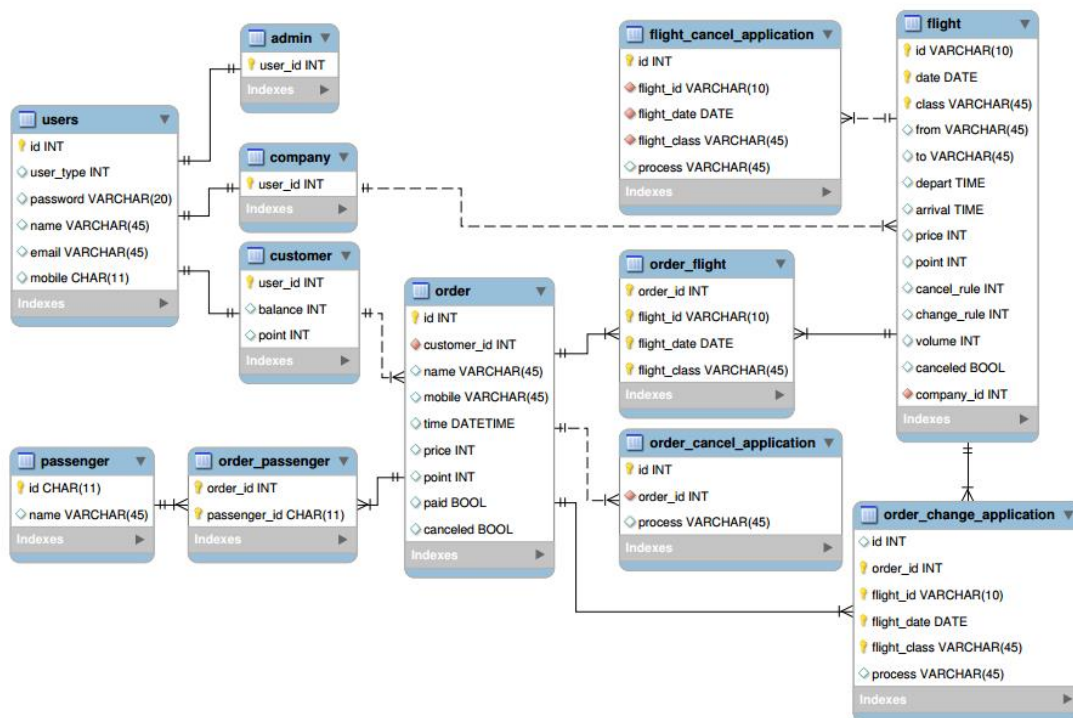 admin
user_id INT
Indexes
users
id INT
user_type INT
password VARCHAR(20)
name VARCHAR(45)
email VARCHAR(45)
mobile CHAR(11)
Indexes
company
user_id INT
Indexes
customer
user_id INT
balance INT
point INT
Indexes
flight_cancel_application
id INT
flight_id VARCHAR(10)
flight_date DATE
flight_class VARCHAR(45)
process VARCHAR(45)
Indexes
flight
id VARCHAR(10)
date DATE
class VARCHAR(45)
from VARCHAR(45)
to VARCHAR(45)
depart TIME
arrival TIME
price INT
point INT
cancel_rule INT
change_rule INT
volume INT
canceled BOOL
company_id INT
Indexes
order
id INT
customer_id INT
name VARCHAR(45)
mobile VARCHAR(45)
time DATETIME
price INT
point INT
paid BOOL
canceled BOOL
Indexes
order_flight
order_id INT
flight_id VARCHAR(10)
flight_date DATE
flight_class VARCHAR(45)
Indexes
order_cancel_application
id INT
order_id INT
process VARCHAR(45)
Indexes
passenger
id CHAR(11)
name VARCHAR(45)
Indexes
order_passenger
order_id INT
passenger_id CHAR(11)
Indexes
order_change_application
id INT
order_id INT
flight_id VARCHAR(10)
flight_date DATE
flight_class VARCHAR(45)
process VARCHAR(45)
Indexes